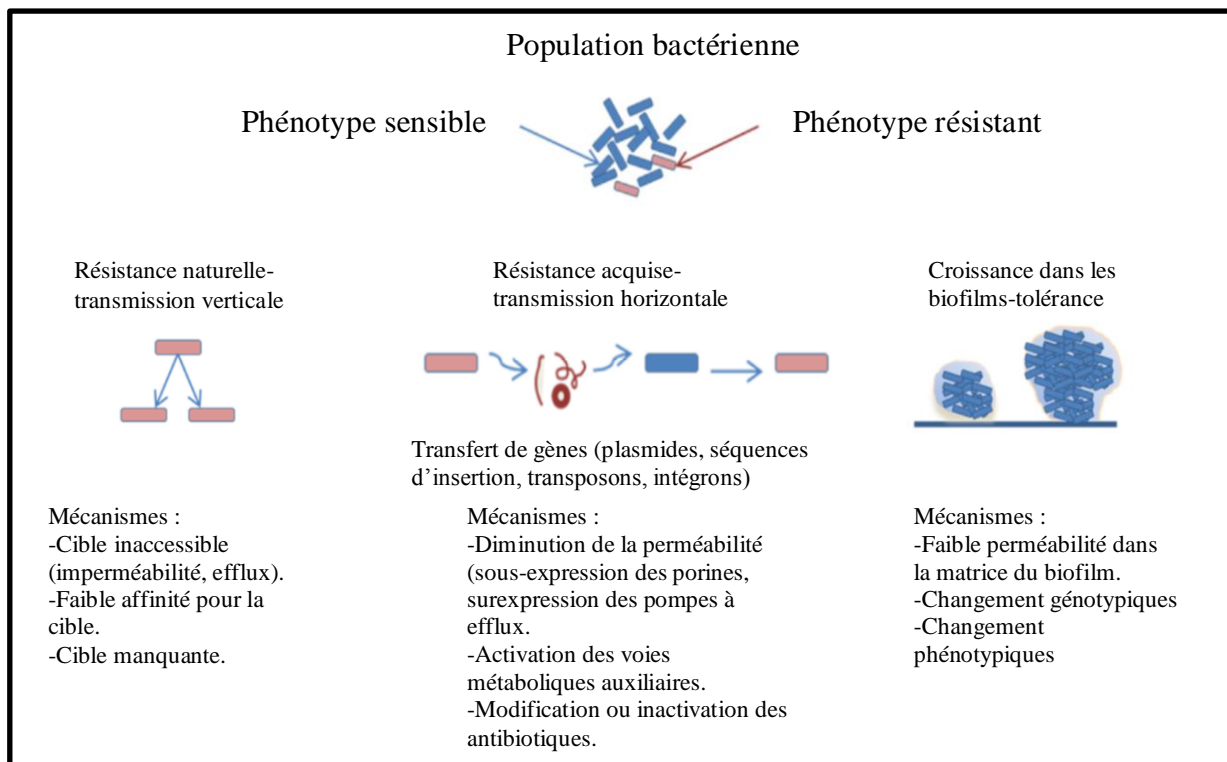 Population bactérienne
Phénotype sensible
Phénotype résistant
Résistance naturelle-
transmission verticale
Résistance acquise-
transmission horizontale
Croissance dans les
biofilms-tolérance
Transfert de gènes (plasmides, séquences
d’insertion, transposons, intégrons)
Mécanismes :
-Cible inaccessible
(imperméabilité, efflux).
-Faible affinité pour la
cible.
-Cible manquante.
Mécanismes :
-Diminution de la perméabilité
(sous-expression des porines,
surexpression des pompes à
efflux.
-Activation des voies
métaboliques auxiliaires.
-Modification ou inactivation des
antibiotiques.
Mécanismes :
-Faible perméabilité dans
la matrice du biofilm.
-Changement génotypiques
-Changement
phénotypiques